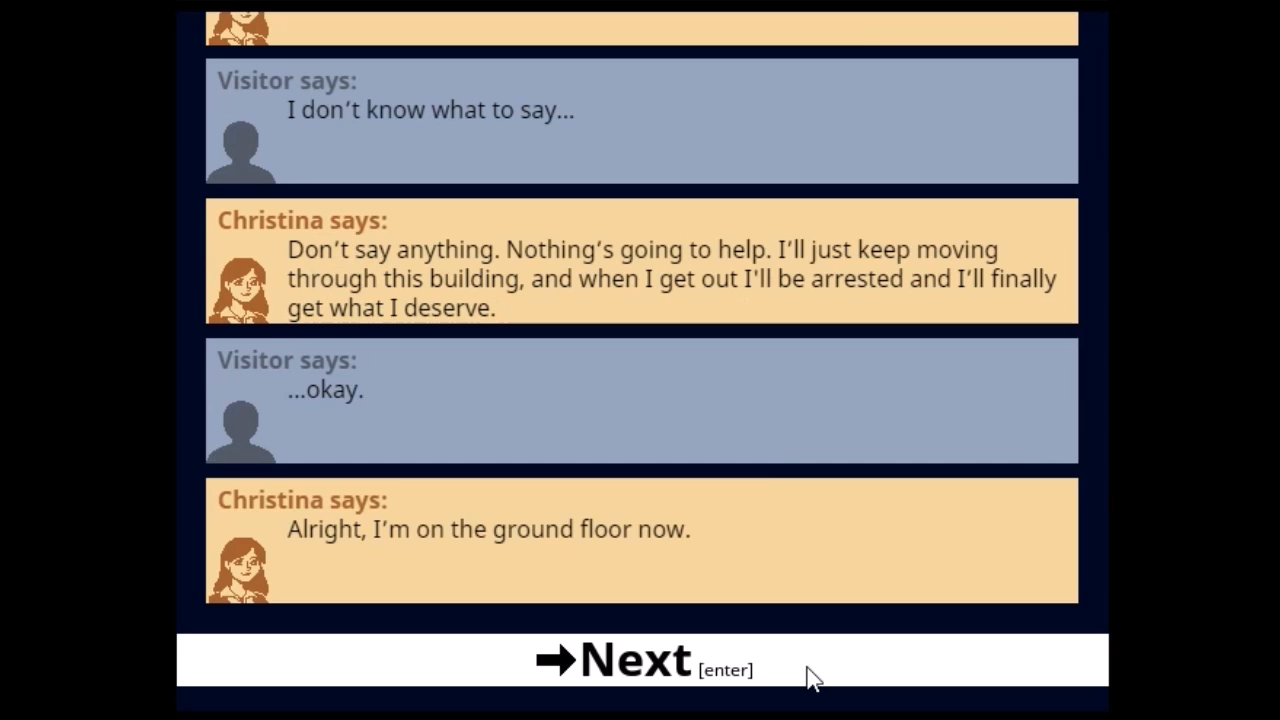 Visitor says:
I don’t know what to say...
Christina says:
Don’t say anything. Nothing’s going to help. I’ll just keep moving
through this building, and when I get out I'll be arrested and I’ll finally
get what I deserve.
Visitor says:
...okay.
Christina says:
Alright, I’m on the ground floor now.
➡Next [enter]